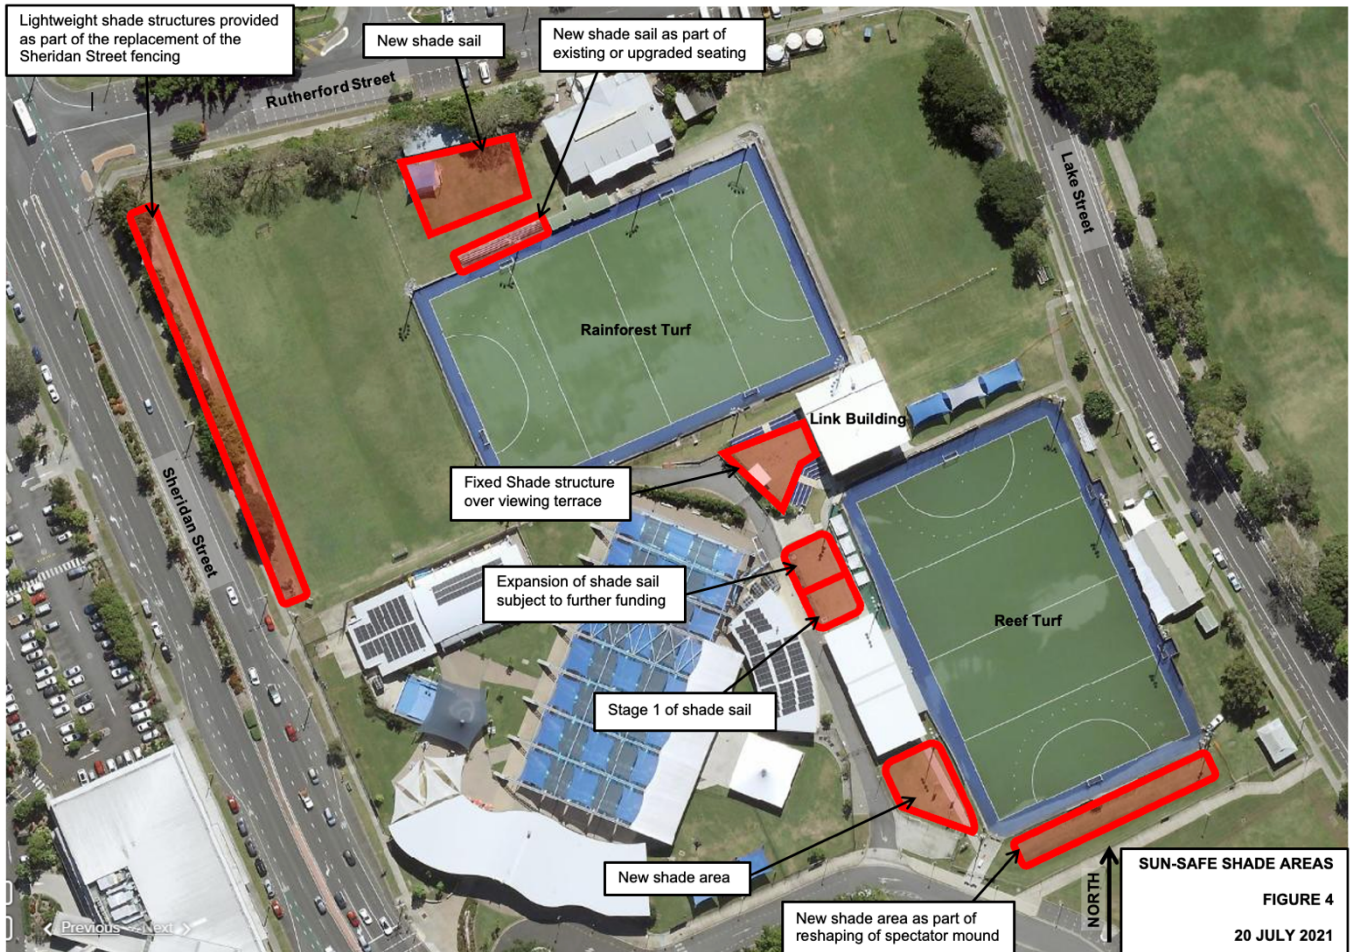 Lightweight shade structures provided
as part of the replacement of the
Sheridan Street fencing
New shade sail
New shade sail as part of
existing or upgraded seating
Rutherford Street
Lake Street
Rainforest Turf
Link Building
Fixed Shade structure
over viewing terrace
Sheridan Street
Expansion of shade sail
subject to further funding
Reef Turf
Stage 1 of shade sail
New shade area
New shade area as part of
reshaping of spectator mound
NORTH
SUN-SAFE SHADE AREAS
FIGURE 4
20 JULY 2021
Previous
Next